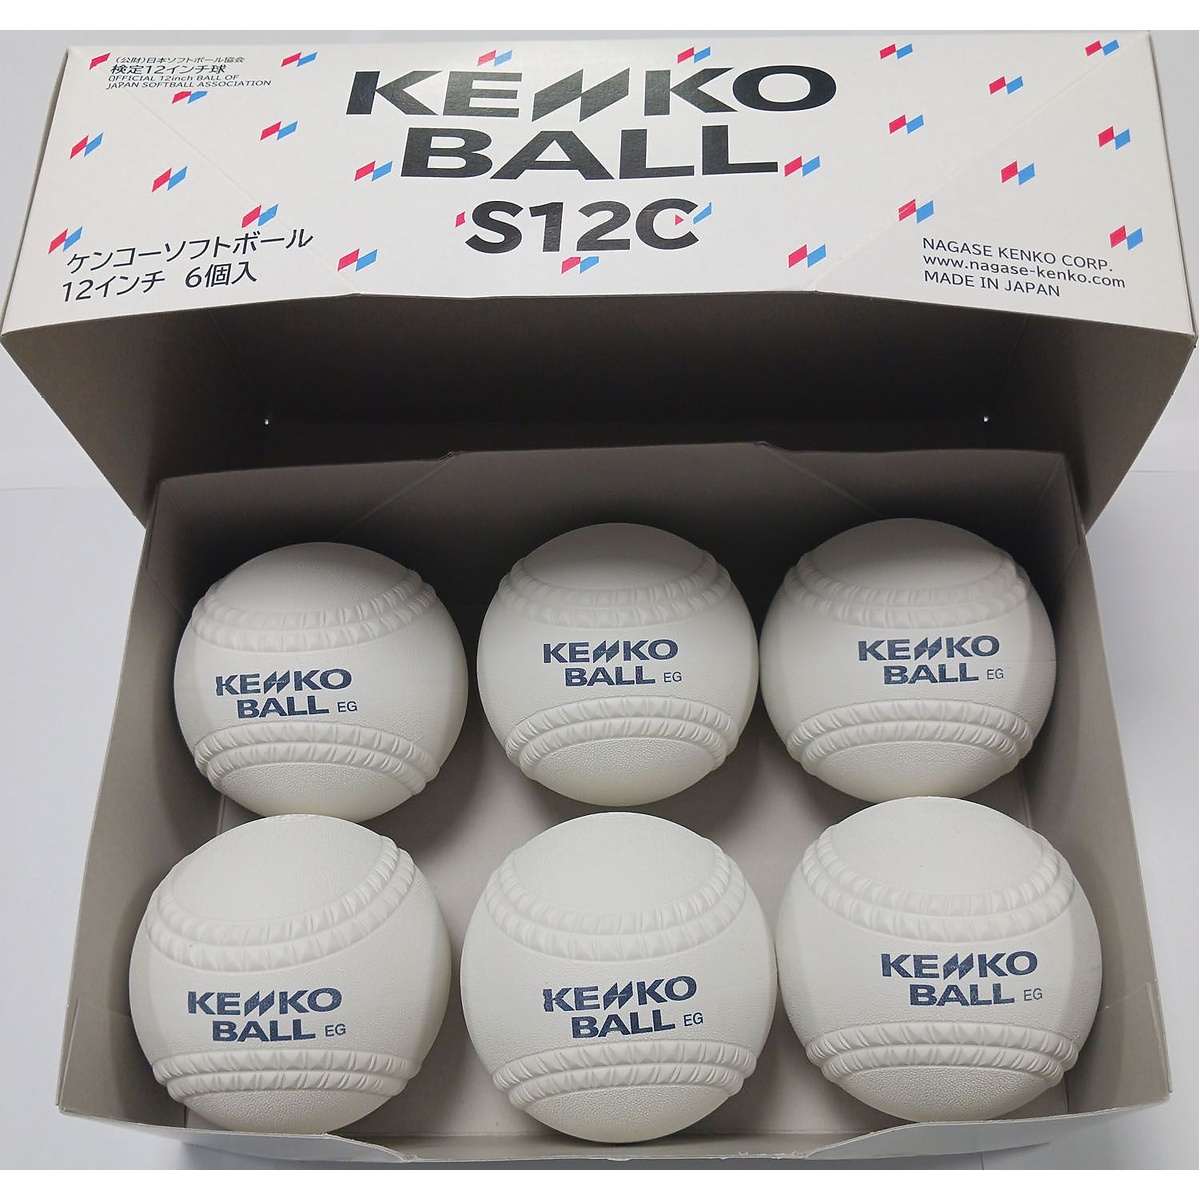 (公財)日本ソフトボール協会
検定12インチ球
OFFICIAL 12inch BALL OF
JAPAN SOFTBALL ASSOCIATION
KENKO
BALL
S12C
ケンコーソフトボール
12インチ 6個入
NAGASE KENKO CORP.
www.nagase-kenko.com
MADE IN JAPAN
KENKO
BALL EG
KENKO
BALL EG
KENKO
BALL EG
KENKO
BALL EG
KENKO
BALL EG
KENKO
BALL EG